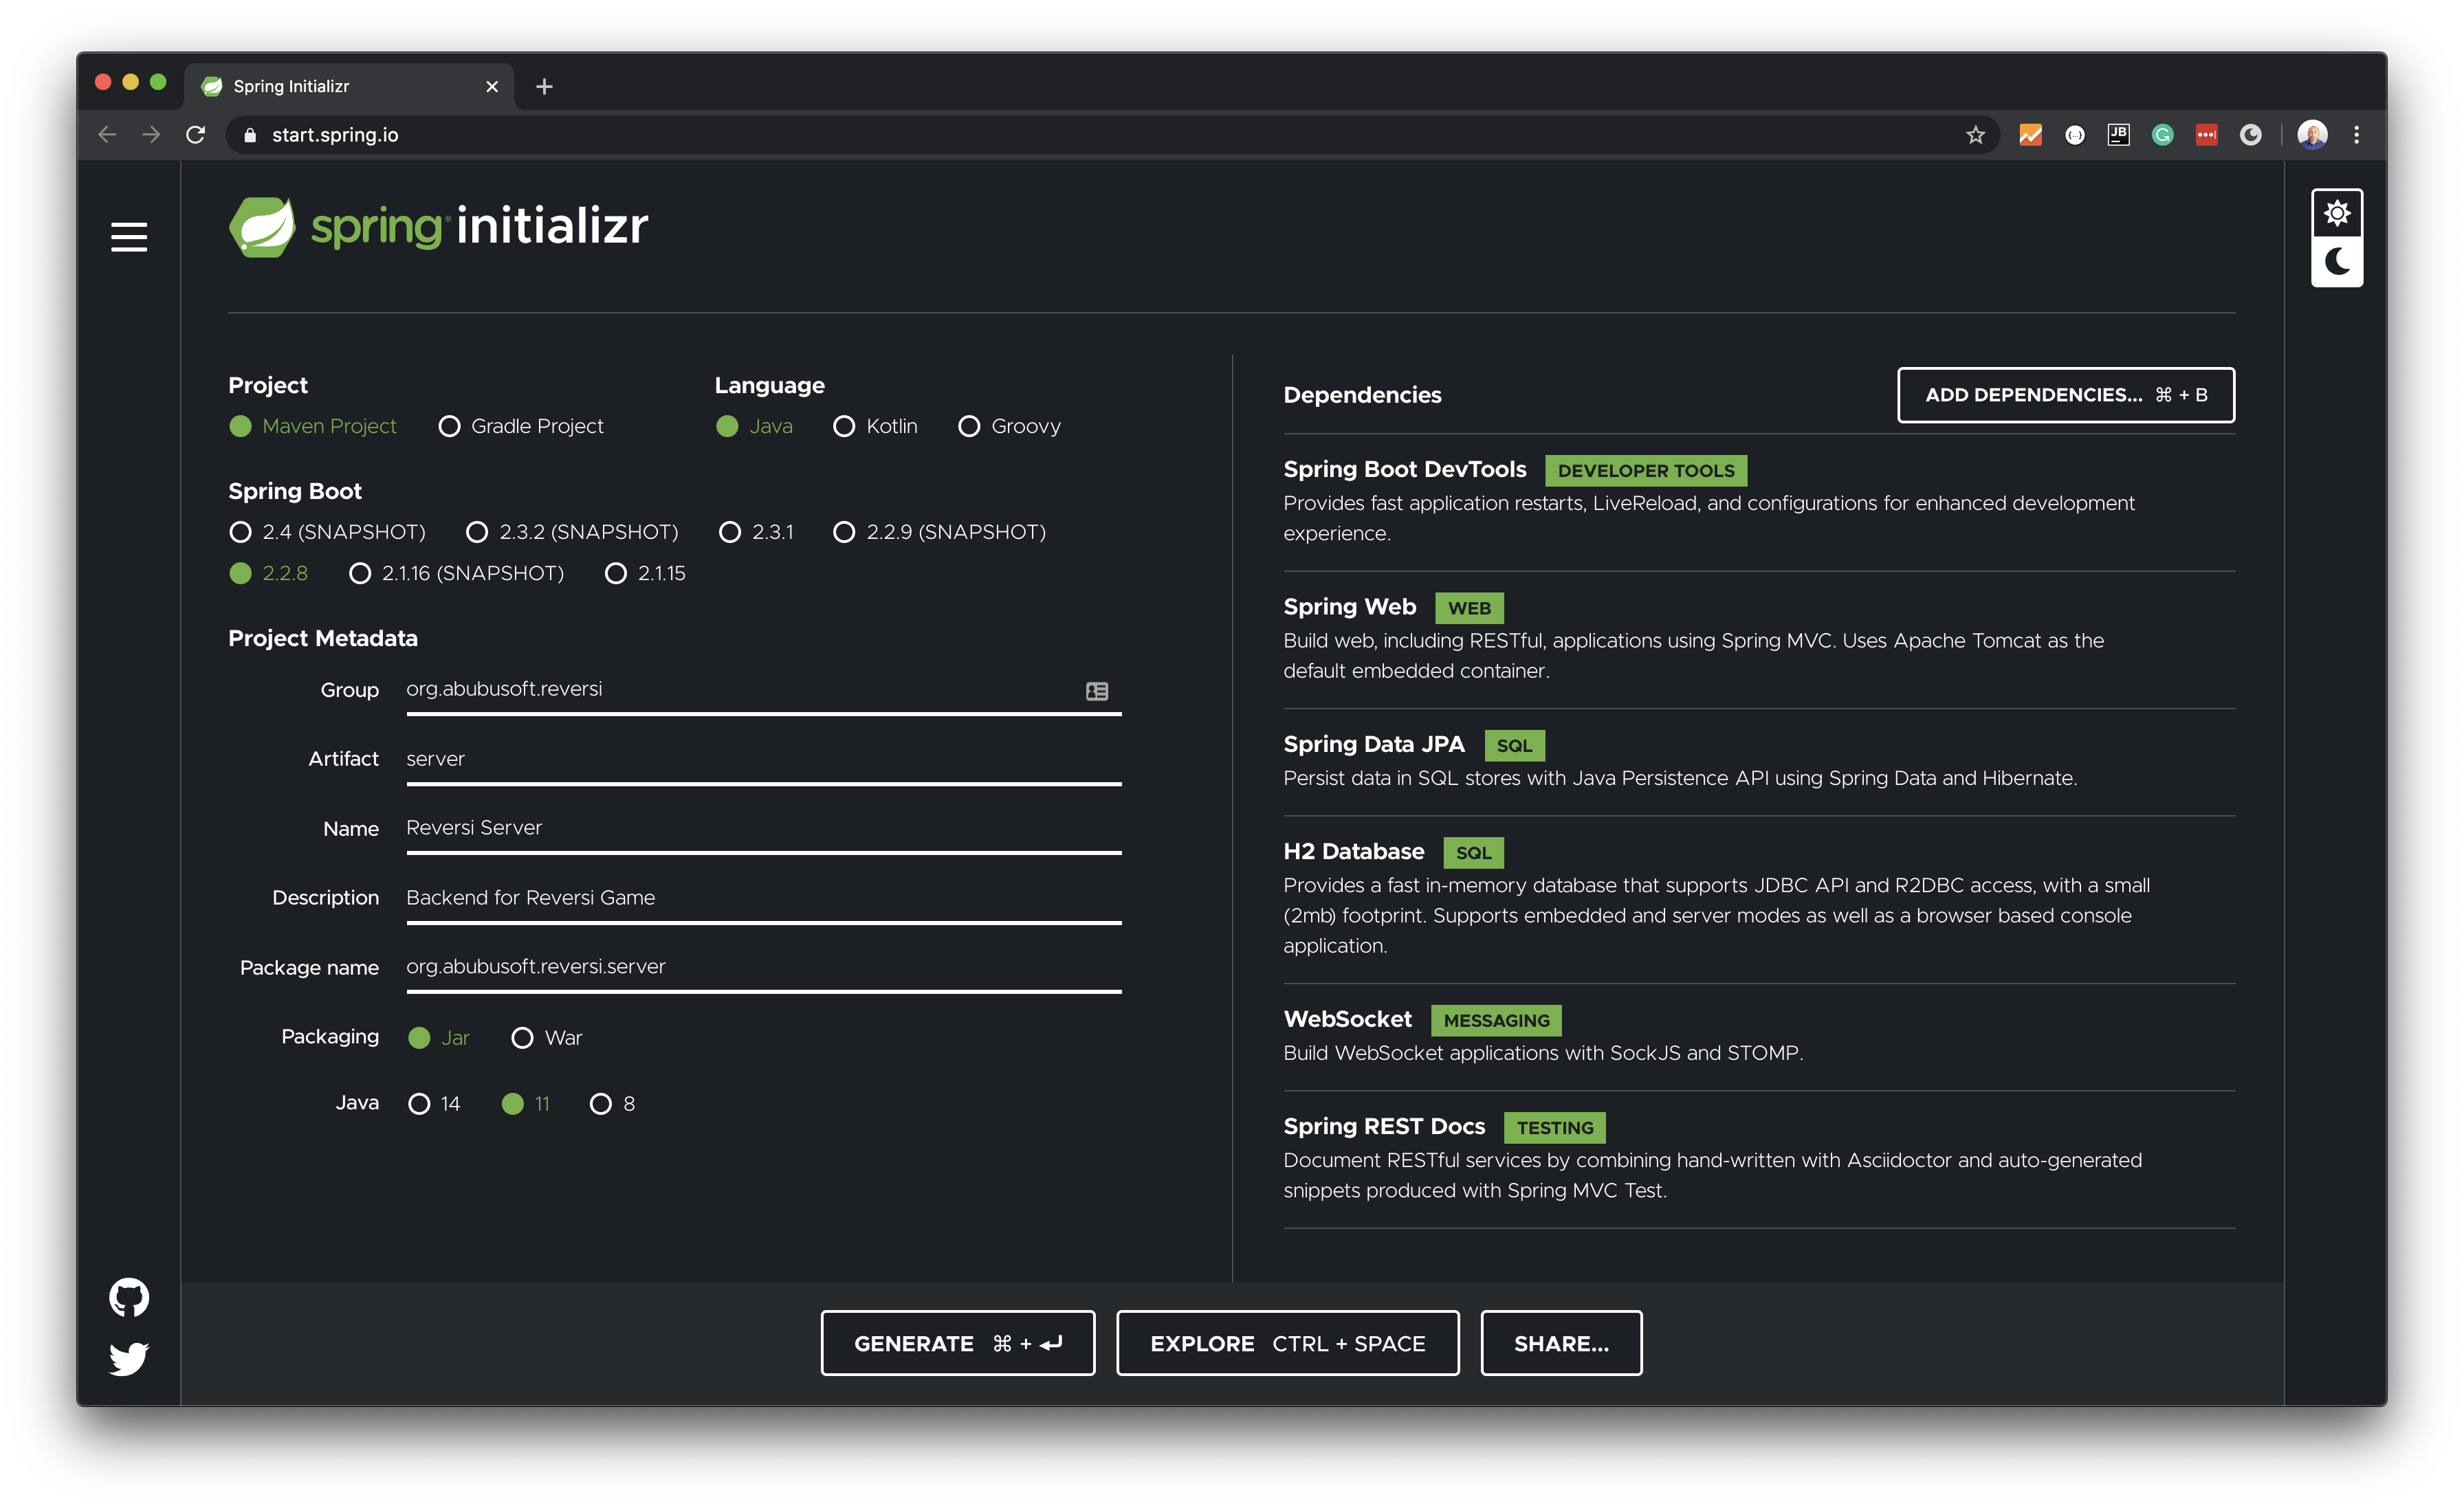 Spring Initializr
start.spring.io
JB
spring initializr
Project
Maven Project Gradle Project
Language
Java Kotlin Groovy
Spring Boot
2.4 (SNAPSHOT) 2.3.2 (SNAPSHOT) 2.3.1 2.2.9 (SNAPSHOT)
2.2.8 2.1.16 (SNAPSHOT) 2.1.15
Project Metadata
Group org.abubusoft.reversi
Artifact server
Name Reversi Server
Description Backend for Reversi Game
Package name org.abubusoft.reversi.server
Packaging Jar War
Java 14 11 8
Dependencies
ADD DEPENDENCIES... ⌘ + B
Spring Boot DevTools DEVELOPER TOOLS
Provides fast application restarts, LiveReload, and configurations for enhanced development
experience.
Spring Web WEB
Build web, including RESTful, applications using Spring MVC. Uses Apache Tomcat as the
default embedded container.
Spring Data JPA SQL
Persist data in SQL stores with Java Persistence API using Spring Data and Hibernate.
H2 Database SQL
Provides a fast in-memory database that supports JDBC API and R2DBC access, with a small
(2mb) footprint. Supports embedded and server modes as well as a browser based console
application.
WebSocket MESSAGING
Build WebSocket applications with SockJS and STOMP.
Spring REST Docs TESTING
Document RESTful services by combining hand-written with Asciidoctor and auto-generated
snippets produced with Spring MVC Test.
GENERATE ⌘ + ↵
EXPLORE CTRL + SPACE
SHARE...